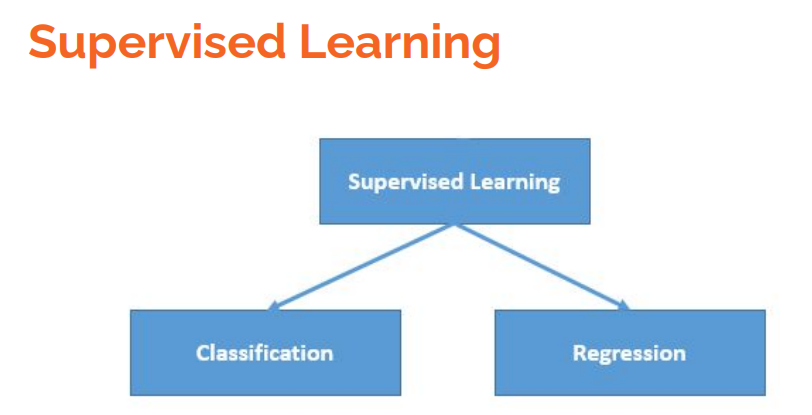 Supervised Learning
Supervised Learning
Classification
Regression